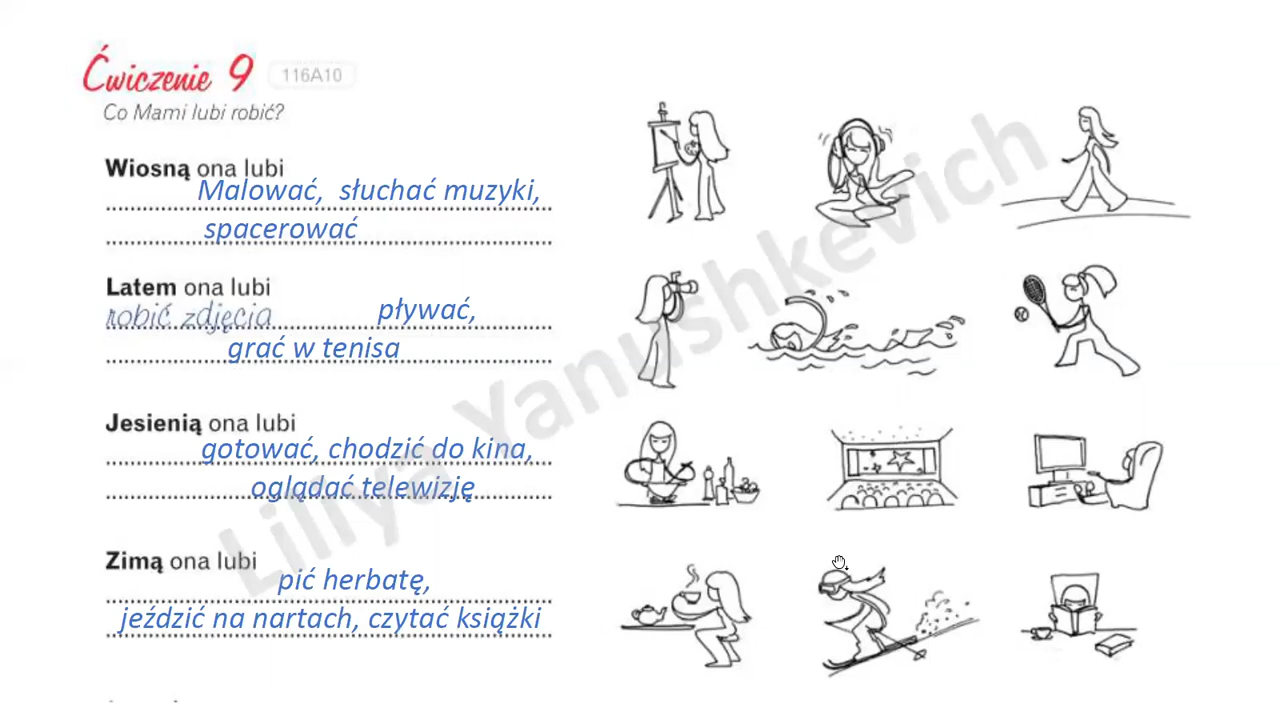 Ćwiczenie 9 116A10
Co Mami lubi robić?
Wiosną ona lubi
Malować, słuchać muzyki,
spacerować
Latem ona lubi
robić zdjęcia pływać,
grać w tenisa
Jesienią ona lubi
gotować, chodzić do kina,
oglądać telewizję
Zimą ona lubi
pić herbatę,
jeździć na nartach, czytać książki
Liliya Yanushkevich